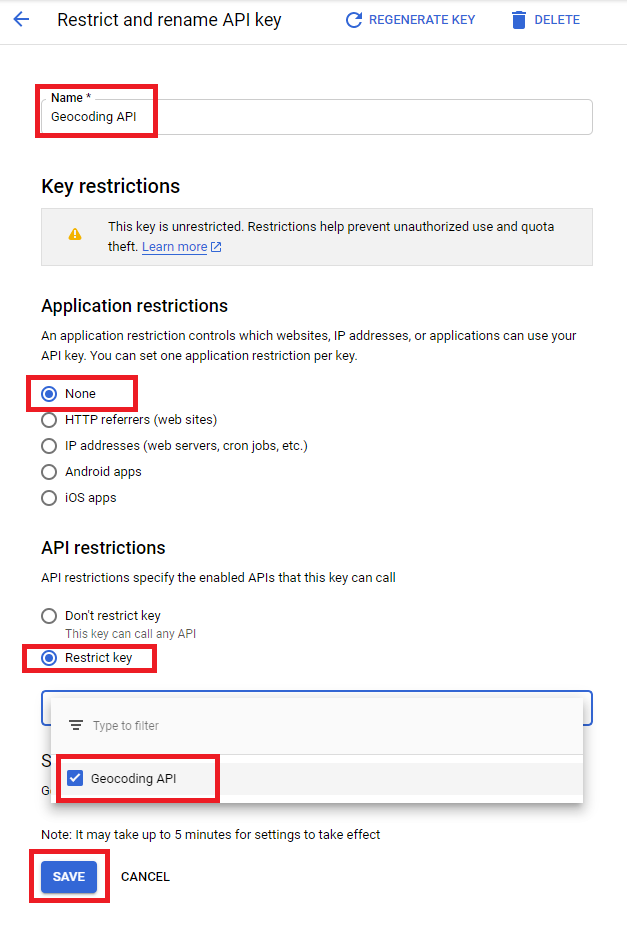 Restrict and rename API key
REGENERATE KEY
DELETE
Name *
Geocoding API
Key restrictions
This key is unrestricted. Restrictions help prevent unauthorized use and quota
theft. Learn more
Application restrictions
An application restriction controls which websites, IP addresses, or applications can use your
API key. You can set one application restriction per key.
None
HTTP referrers (web sites)
IP addresses (web servers, cron jobs, etc.)
Android apps
iOS apps
API restrictions
API restrictions specify the enabled APIs that this key can call
Don't restrict key
This key can call any API
Restrict key
Type to filter
Geocoding API
Note: It may take up to 5 minutes for settings to take effect
SAVE
CANCEL